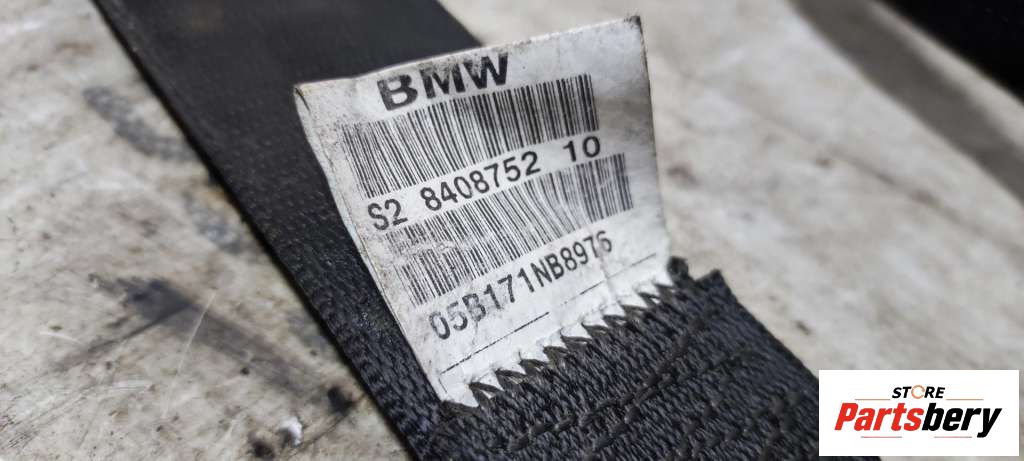 BMW
S2 8408752 10
05B171NB8976
STORE
Partsbery